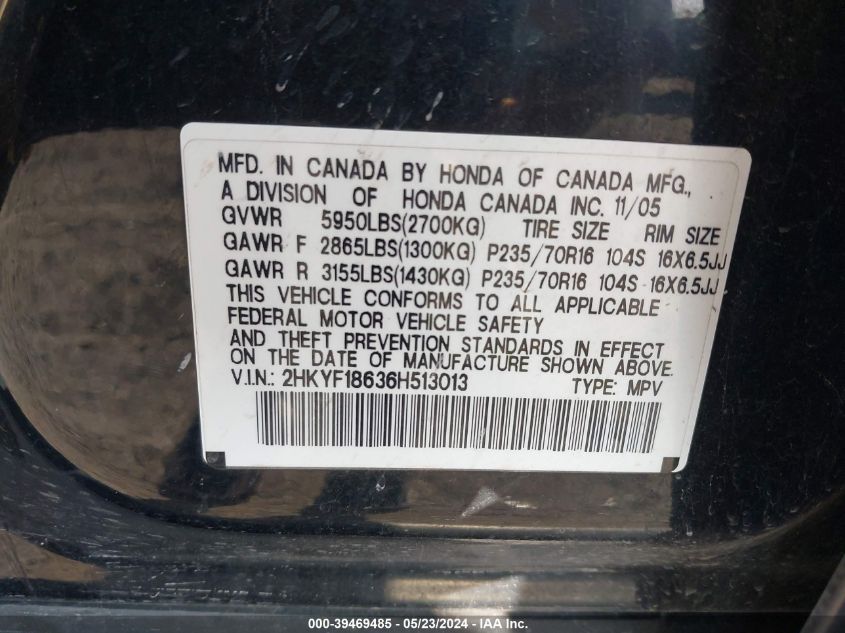 MFD. IN CANADA BY HONDA OF CANADA MFG.,
A DIVISION OF HONDA CANADA INC. 11/05
GVWR 5950LBS(2700KG) TIRE SIZE RIM SIZE
GAWR F 2865LBS(1300KG) P235/70R16 104S 16X6.5JJ
GAWR R 3155LBS(1430KG) P235/70R16 104S 16X6.5JJ
THIS VEHICLE CONFORMS TO ALL APPLICABLE
FEDERAL MOTOR VEHICLE SAFETY
AND THEFT PREVENTION STANDARDS IN EFFECT
ON THE DATE OF MANUFACTURE SHOWN ABOVE.
V.I.N.: 2HKYF18636H513013 TYPE: MPV
000-39469485 - 05/23/2024 - IAA Inc.